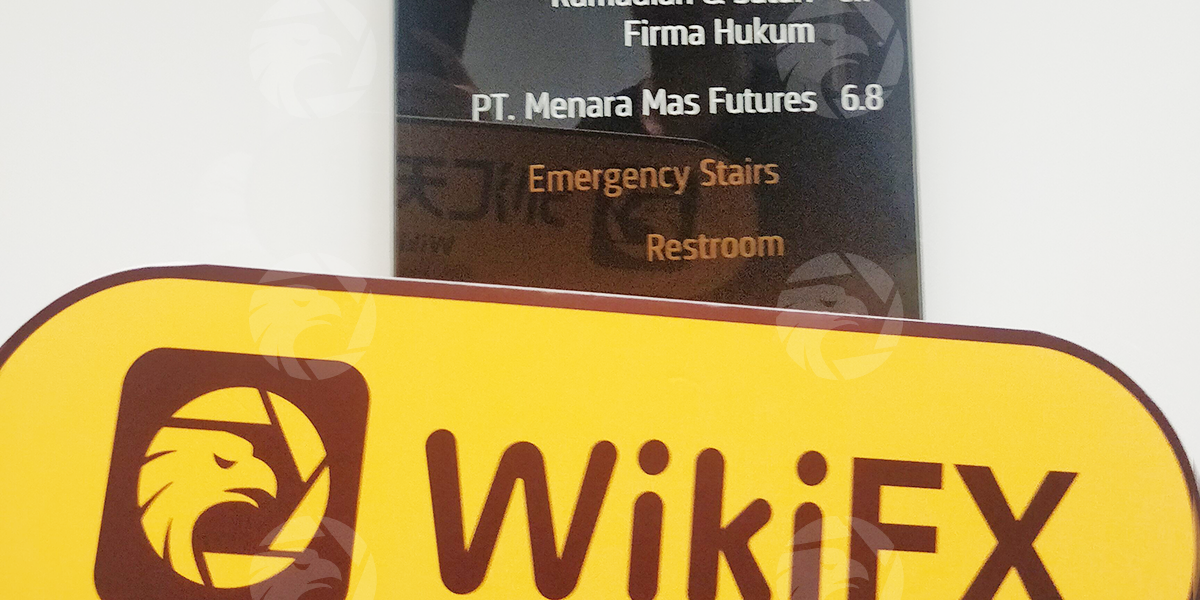 Firma Hukum
PT. Menara Mas Futures 6.8
Emergency Stairs
Restroom
WikiFX